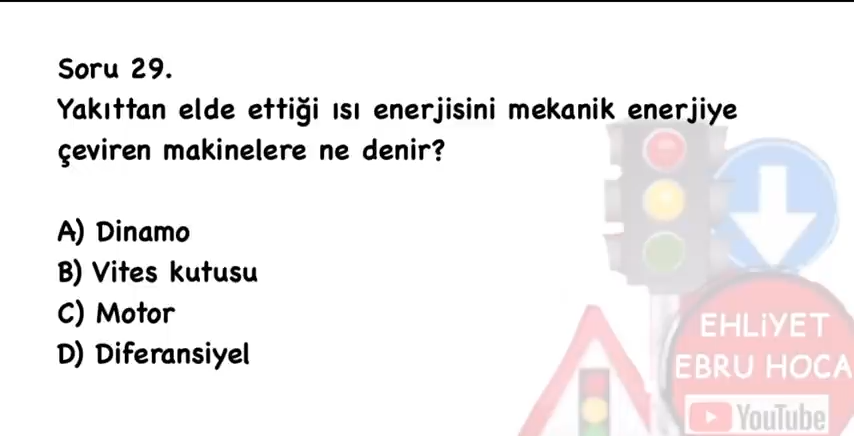 Soru 29.
Yakıttan elde ettiği ısı enerjisini mekanik enerjiye
çeviren makinelere ne denir?
A) Dinamo
B) Vites kutusu
C) Motor
D) Diferansiyel
EHLİYET
EBRU HOCA
YouTube